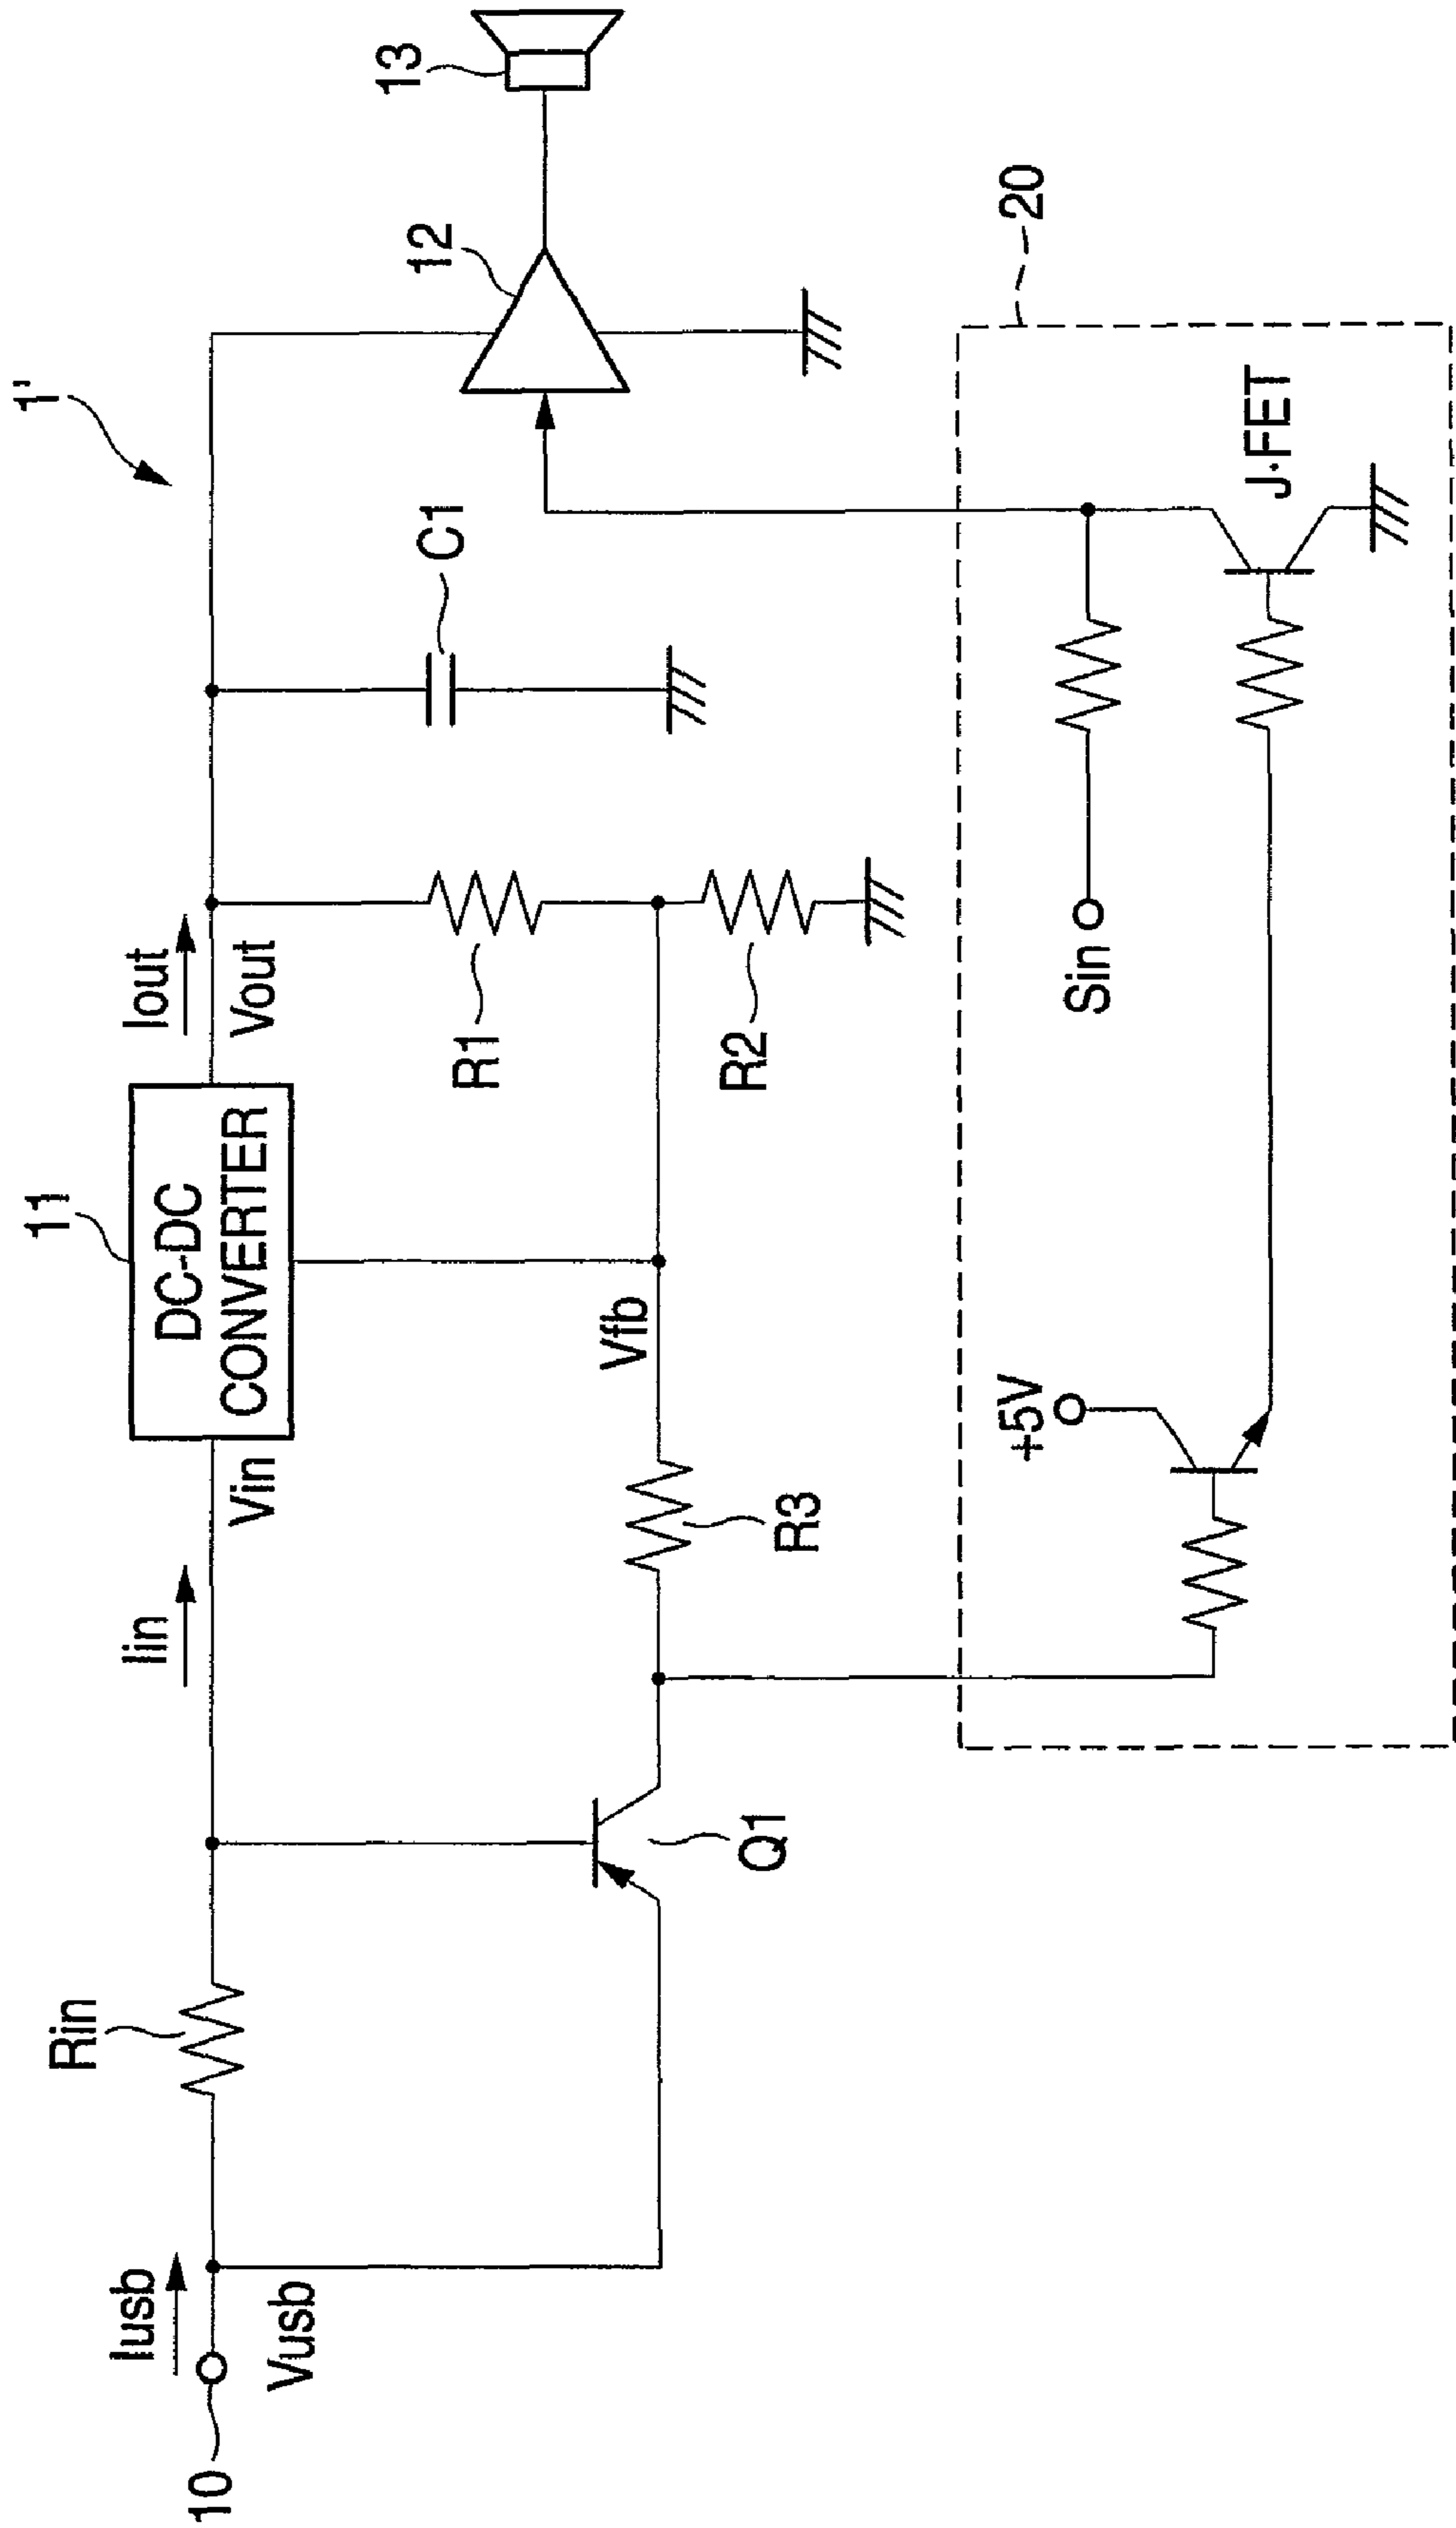 1'
10
Iusb
Vusb
Rin
Iin
Vin
11
DC-DC
CONVERTER
Iout
Vout
C1
12
13
Q1
R3
Vfb
R1
R2
20
+5V
Sin
J·FET